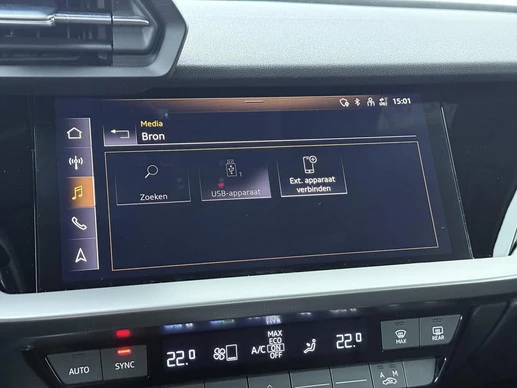 15:01
Media
Bron
1
Zoeken
USB-apparaat
Ext. apparaat
verbinden
AUTO
SYNC
22.0
A/C
MAX
ECO
ON
OFF
22.0
MAX
REAR
A
M